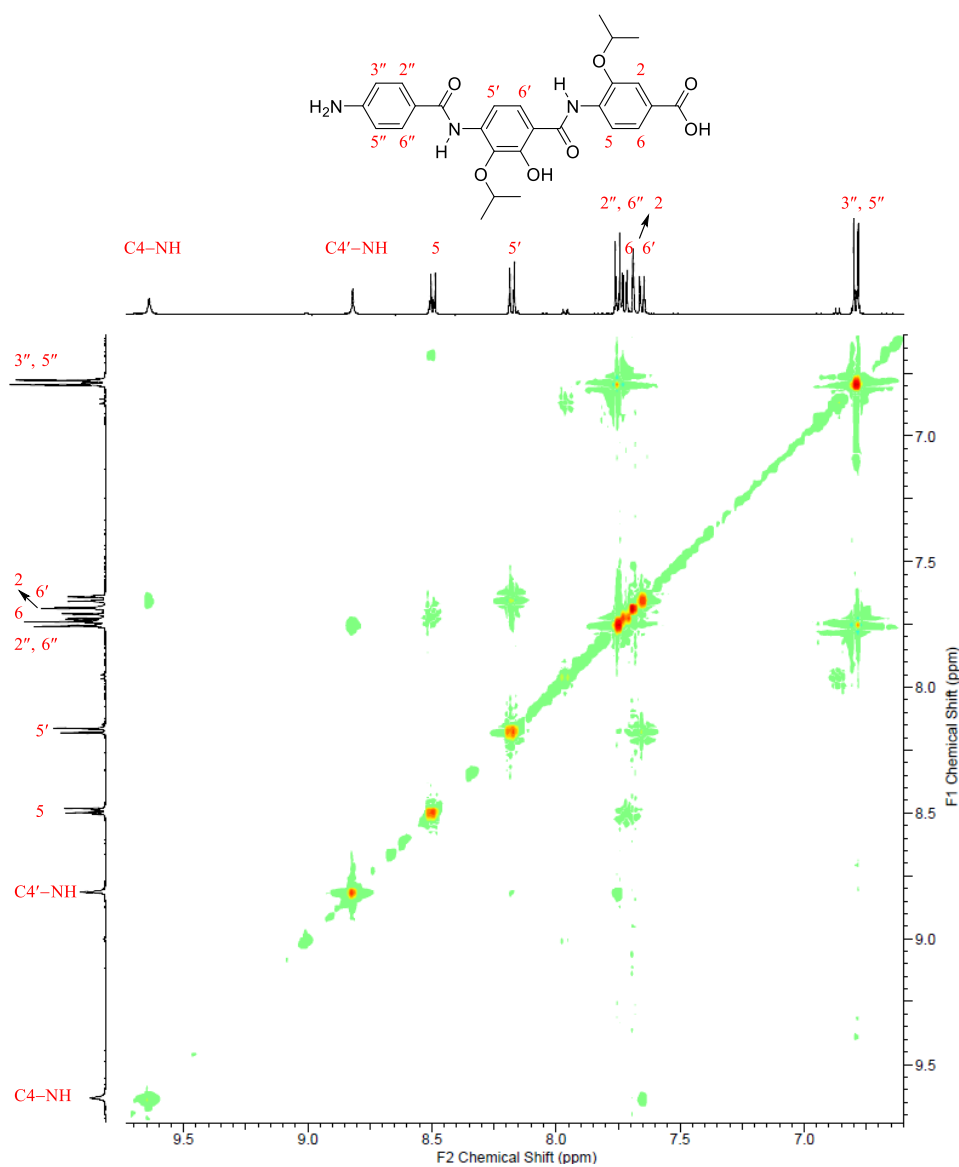 O
3″ 2″ O H O 2
5′ 6′ N
H₂N N OH
5″ 6″ H O 5 6 O
O OH
2″, 6″ 2 3″, 5″
C4–NH C4′–NH 5 5′ 6 6′
3″, 5″
7.0
7.5
2 6′
6
2″, 6″
8.0
5′
8.5
5
C4′–NH
9.0
9.5
C4–NH
F1 Chemical Shift (ppm)
9.5 9.0 8.5 8.0 7.5 7.0
F2 Chemical Shift (ppm)